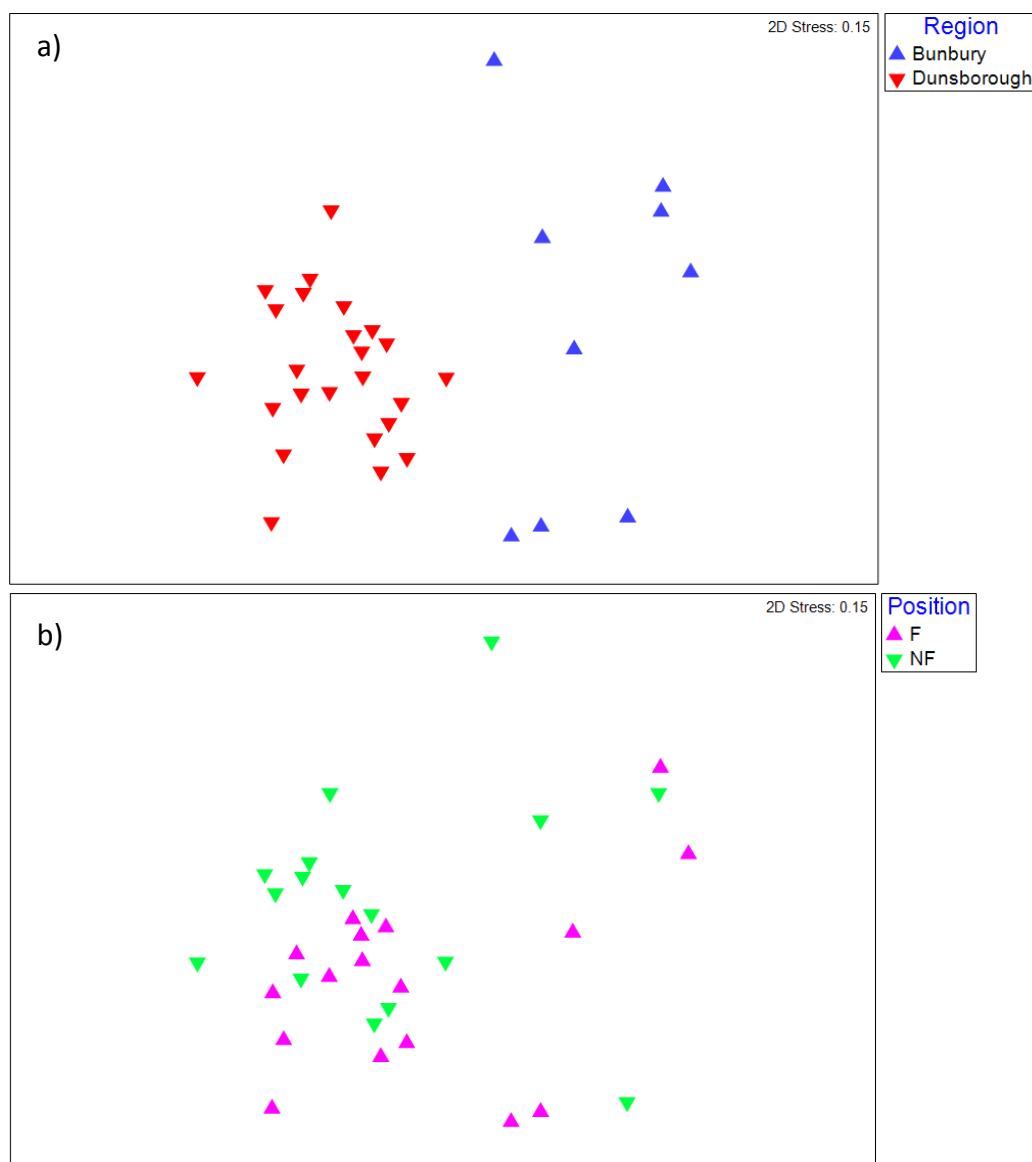 a)
2D Stress: 0.15
Region
Bunbury
Dunsborough
b)
2D Stress: 0.15
Position
F
NF